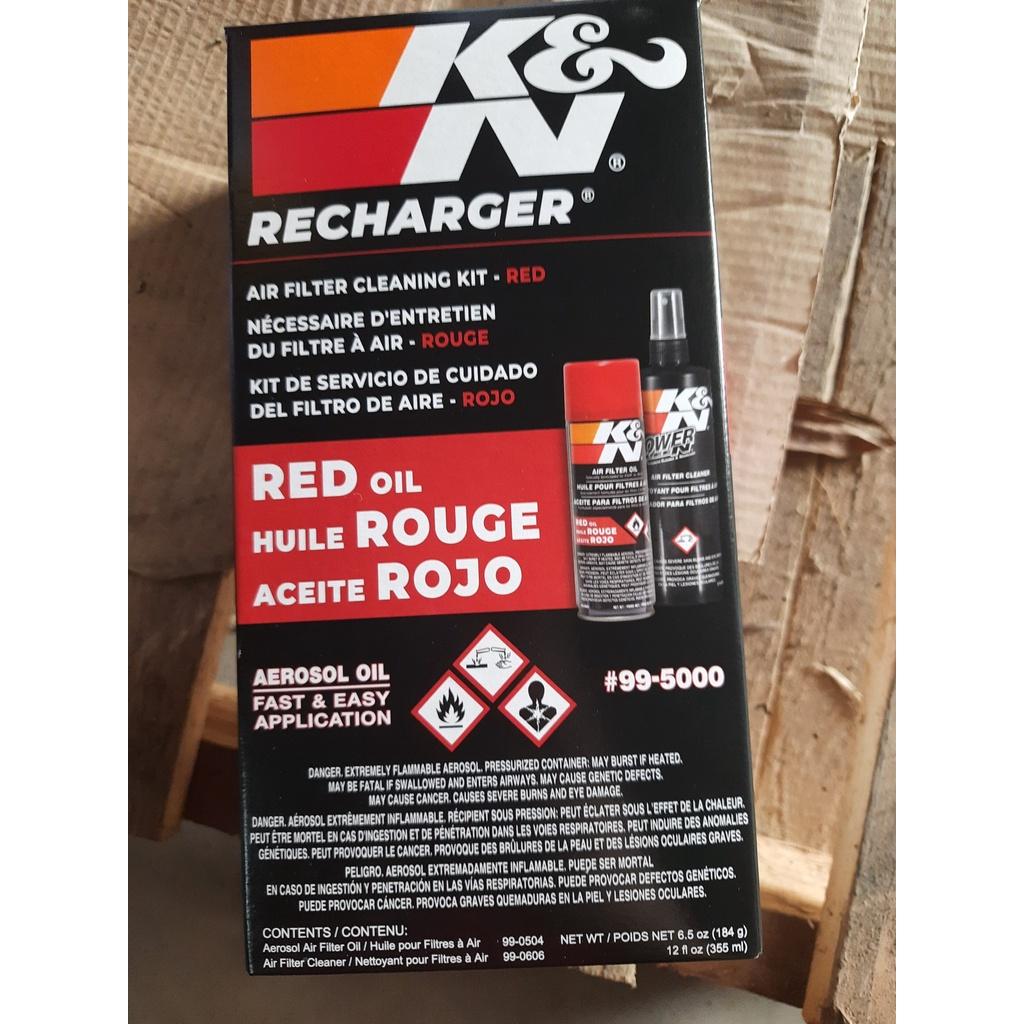 K&N®
RECHARGER®
AIR FILTER CLEANING KIT - RED
NÉCESSAIRE D'ENTRETIEN
DU FILTRE À AIR - ROUGE
KIT DE SERVICIO DE CUIDADO
DEL FILTRO DE AIRE - ROJO
RED OIL
HUILE ROUGE
ACEITE ROJO
K&N
AIR FILTER OIL
HUILE POUR FILTRES À
ACEITE PARA FILTROS DE
RED OIL
HUILE ROUGE
ACEITE ROJO
K&N
AIR FILTER CLEANER
POUR FILTRES À
PARA FILTROS DE
AEROSOL OIL
FAST & EASY
APPLICATION
#99-5000
DANGER. EXTREMELY FLAMMABLE AEROSOL. PRESSURIZED CONTAINER: MAY BURST IF HEATED.
MAY BE FATAL IF SWALLOWED AND ENTERS AIRWAYS. MAY CAUSE GENETIC DEFECTS.
MAY CAUSE CANCER. CAUSES SEVERE BURNS AND EYE DAMAGE.
DANGER. AÉROSOL EXTRÊMEMENT INFLAMMABLE. RÉCIPIENT SOUS PRESSION: PEUT ÉCLATER SOUS L'EFFET DE LA CHALEUR.
PEUT ÊTRE MORTEL EN CAS D'INGESTION ET DE PÉNÉTRATION DANS LES VOIES RESPIRATOIRES. PEUT INDUIRE DES ANOMALIES
GÉNÉTIQUES. PEUT PROVOQUER LE CANCER. PROVOQUE DES BRÛLURES DE LA PEAU ET DES LÉSIONS OCULAIRES GRAVES.
PELIGRO. AEROSOL EXTREMADAMENTE INFLAMABLE. PUEDE SER MORTAL
EN CASO DE INGESTIÓN Y PENETRACIÓN EN LAS VÍAS RESPIRATORIAS. PUEDE PROVOCAR DEFECTOS GENÉTICOS.
PUEDE PROVOCAR CÁNCER. PROVOCA GRAVES QUEMADURAS EN LA PIEL Y LESIONES OCULARES.
CONTENTS / CONTENU:
Aerosol Air Filter Oil / Huile pour Filtres à Air 99-0504 NET WT / POIDS NET 6.5 oz (184 g)
Air Filter Cleaner / Nettoyant pour Filtres à Air 99-0606 12 fl oz (355 ml)